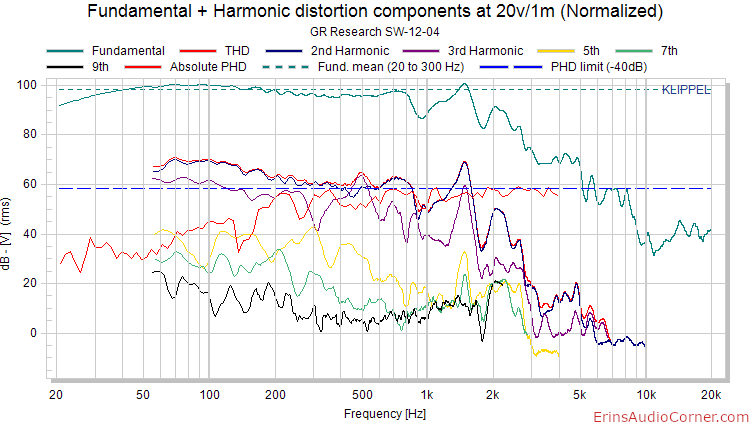 Fundamental + Harmonic distortion components at 20v/1m (Normalized)
GR Research SW-12-04
Fundamental THD 2nd Harmonic 3rd Harmonic 5th 7th
9th Absolute PHD Fund. mean (20 to 300 Hz) PHD limit (-40dB)
KLIPPEL
100
80
60
40
20
0
dB - [V] (rms)
20 50 100 200 500 1k 2k 5k 10k 20k
Frequency [Hz]
ErinsAudioCorner.com